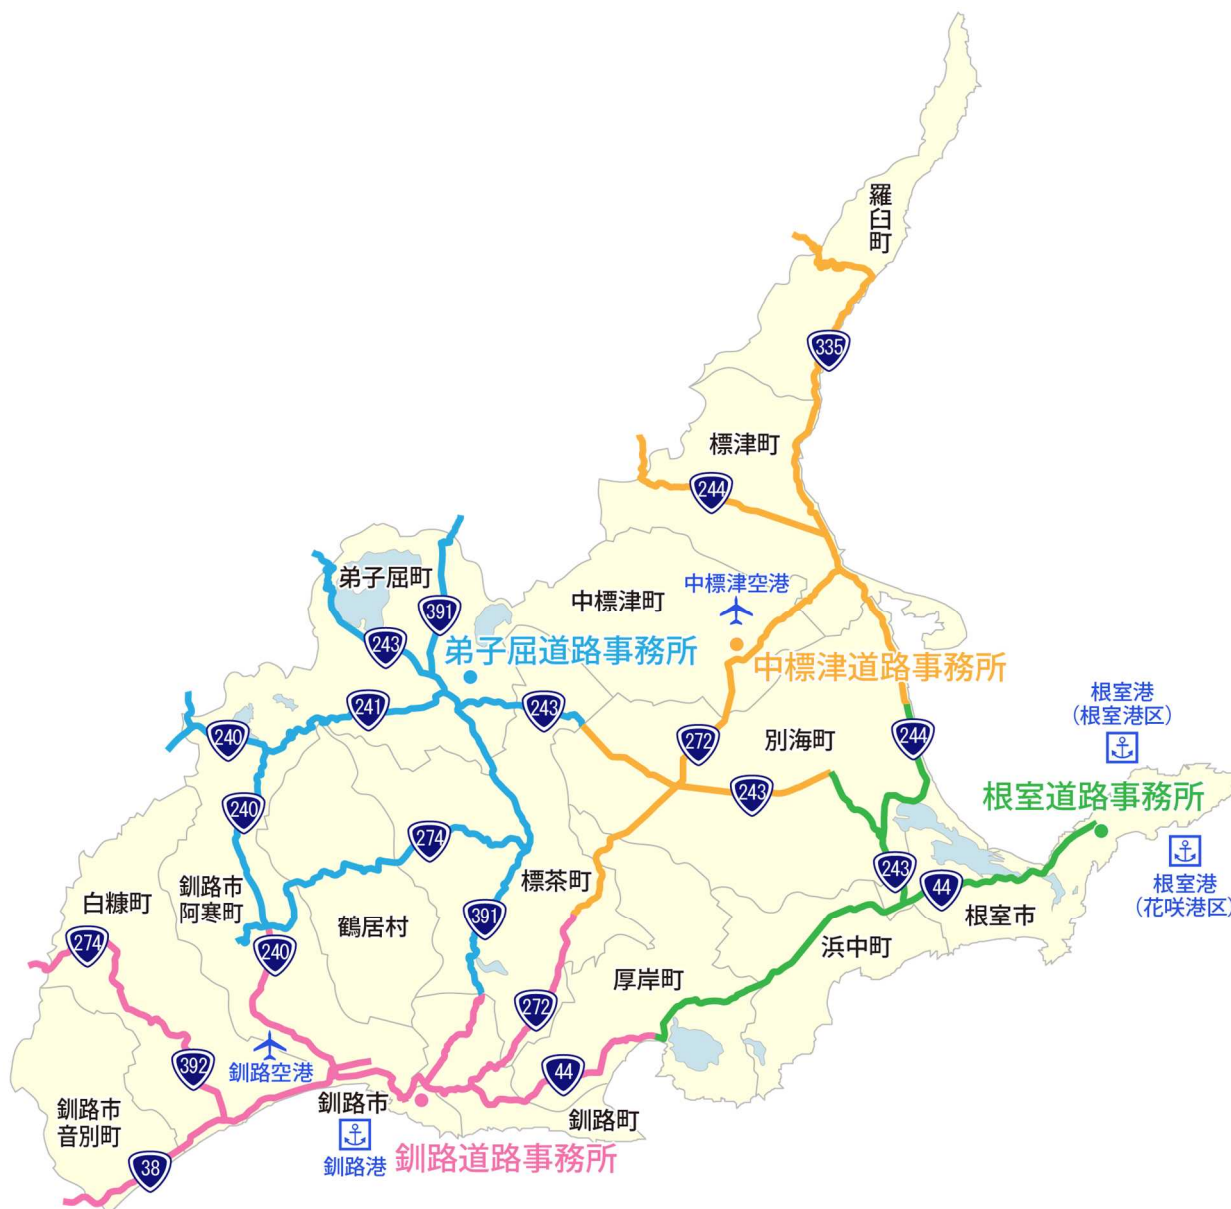 羅臼町
335
標津町
244
弟子屈町
391
243
中標津町
中標津空港
弟子屈道路事務所
中標津道路事務所
241
243
240
272
別海町
244
根室港
(根室港区)
243
根室道路事務所
240
274
243
44
根室港
(花咲港区)
標茶町
釧路市
阿寒町
白糠町
鶴居村
391
根室市
274
240
浜中町
厚岸町
272
392
釧路空港
44
釧路市
音別町
釧路市
釧路町
38
釧路港
釧路道路事務所